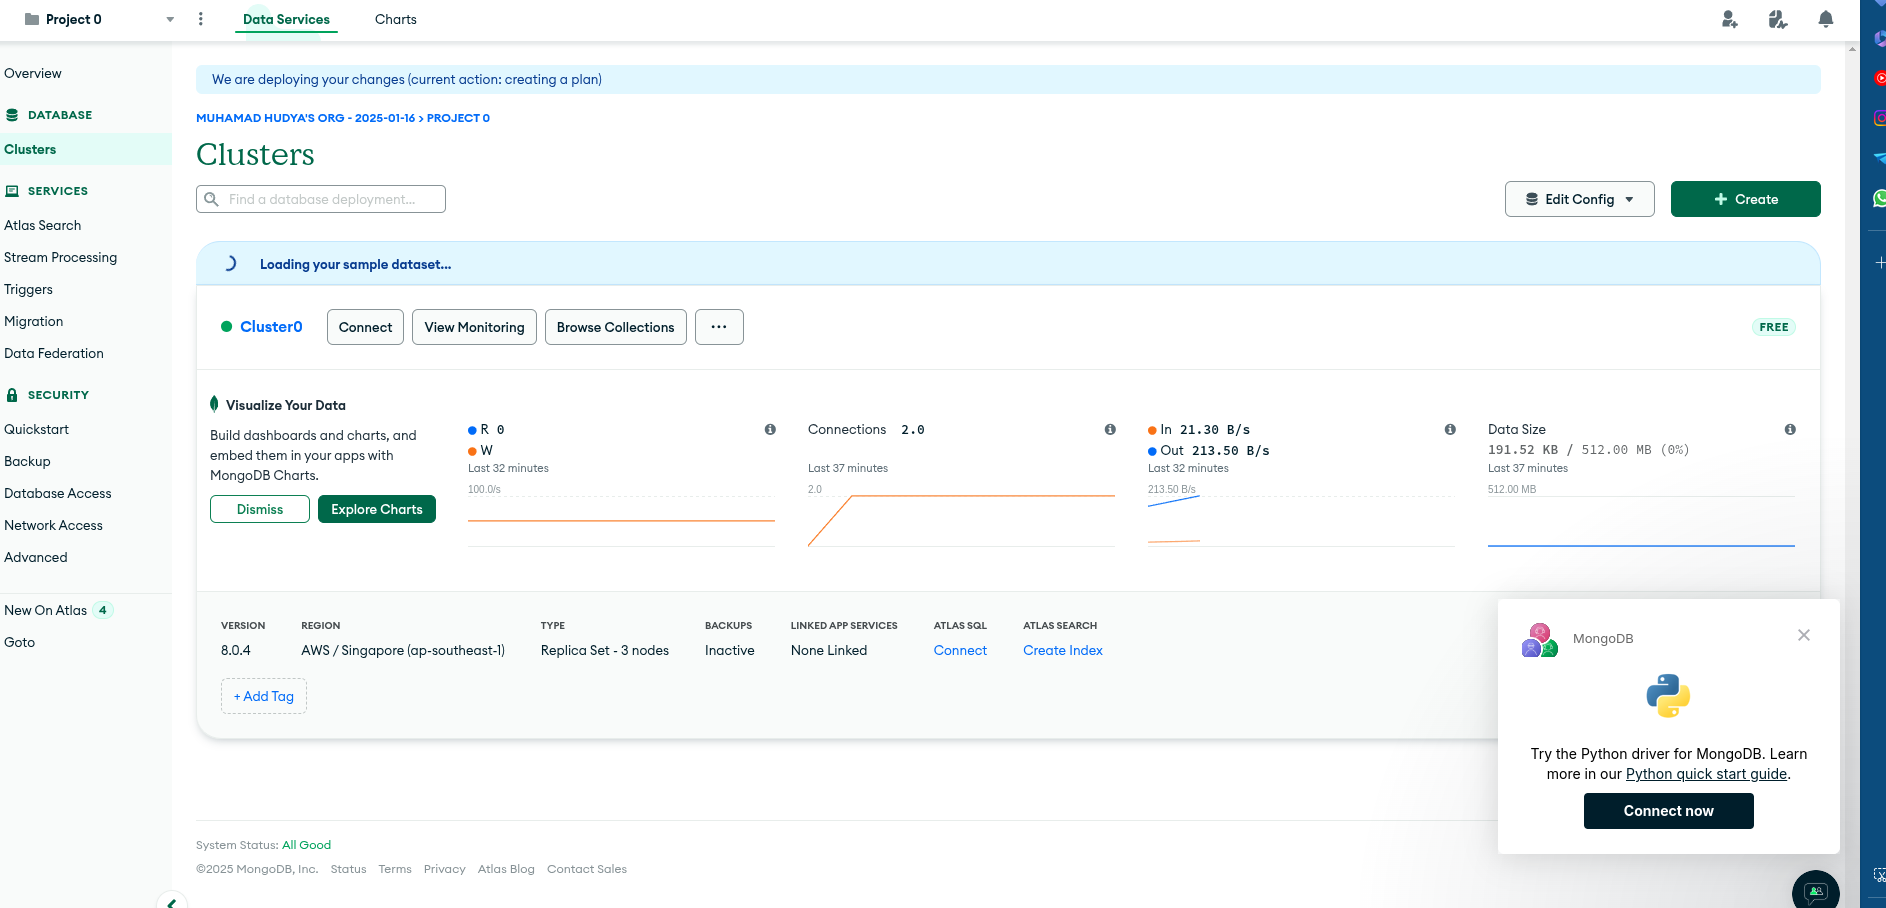 Project 0
Data Services
Charts
Overview
DATABASE
Clusters
SERVICES
Atlas Search
Stream Processing
Triggers
Migration
Data Federation
SECURITY
Quickstart
Backup
Database Access
Network Access
Advanced
New On Atlas 4
Goto
We are deploying your changes (current action: creating a plan)
MUHAMAD HUDYA'S ORG - 2025-01-16 > PROJECT 0
Clusters
Find a database deployment...
Edit Config
+ Create
Loading your sample dataset...
Cluster0
Connect
View Monitoring
Browse Collections
...
FREE
Visualize Your Data
Build dashboards and charts, and
embed them in your apps with
MongoDB Charts.
Dismiss
Explore Charts
R 0
W
Last 32 minutes
100.0/s
Connections 2.0
Last 37 minutes
2.0
In 21.30 B/s
Out 213.50 B/s
Last 32 minutes
213.50 B/s
Data Size
191.52 KB / 512.00 MB (0%)
Last 37 minutes
512.00 MB
VERSION
8.0.4
REGION
AWS / Singapore (ap-southeast-1)
TYPE
Replica Set - 3 nodes
BACKUPS
Inactive
LINKED APP SERVICES
None Linked
ATLAS SQL
Connect
ATLAS SEARCH
Create Index
+ Add Tag
MongoDB
Try the Python driver for MongoDB. Learn
more in our Python quick start guide.
Connect now
System Status: All Good
©2025 MongoDB, Inc. Status Terms Privacy Atlas Blog Contact Sales